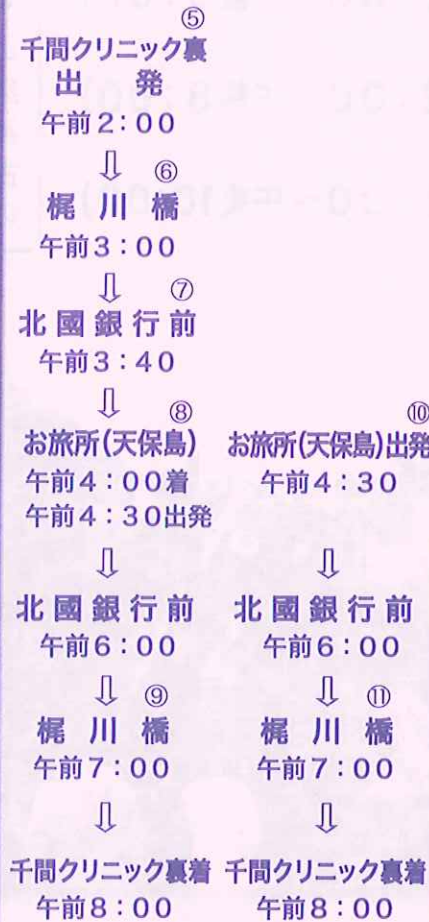 ⑤
千間クリニック裏
出 発
午前2：00
⇩ ⑥
梶 川 橋
午前3：00
⇩ ⑦
北 國 銀 行 前
午前3：40
⇩ ⑧
お旅所(天保島)
午前4：00着
午前4：30出発
⇩
北 國 銀 行 前
午前6：00
⇩ ⑨
梶 川 橋
午前7：00
⇩
千間クリニック裏着
午前8：00
⑩
お旅所(天保島)出発
午前4：30
⇩
北 國 銀 行 前
午前6：00
⇩ ⑪
梶 川 橋
午前7：00
⇩
千間クリニック裏着
午前8：00